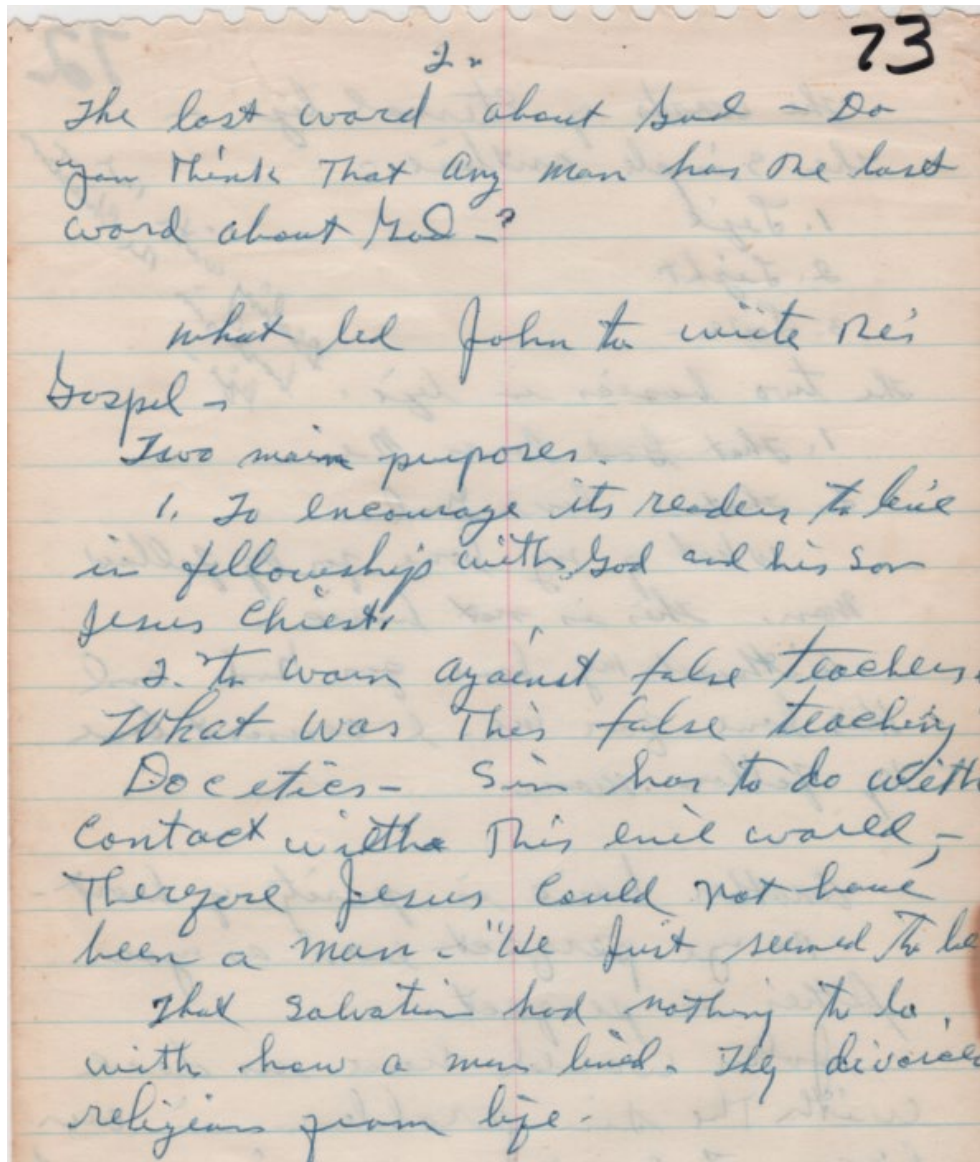 73
2.
The last word about God - Do
you think That any man has the last
word about God -?
What led John to write this
Gospel -
Two main purposes.
1. To encourage its readers to live
in fellowship with God and his Son
Jesus Christ.
2. To warn against false teachers.
What was This false teaching
Docetics - Sin has to do with
Contact with This evil world,-
Therefore Jesus Could not have
been a man - "He Just seemed To be
That Salvation had nothing to do
with how a man lived. They divorced
religion from life -